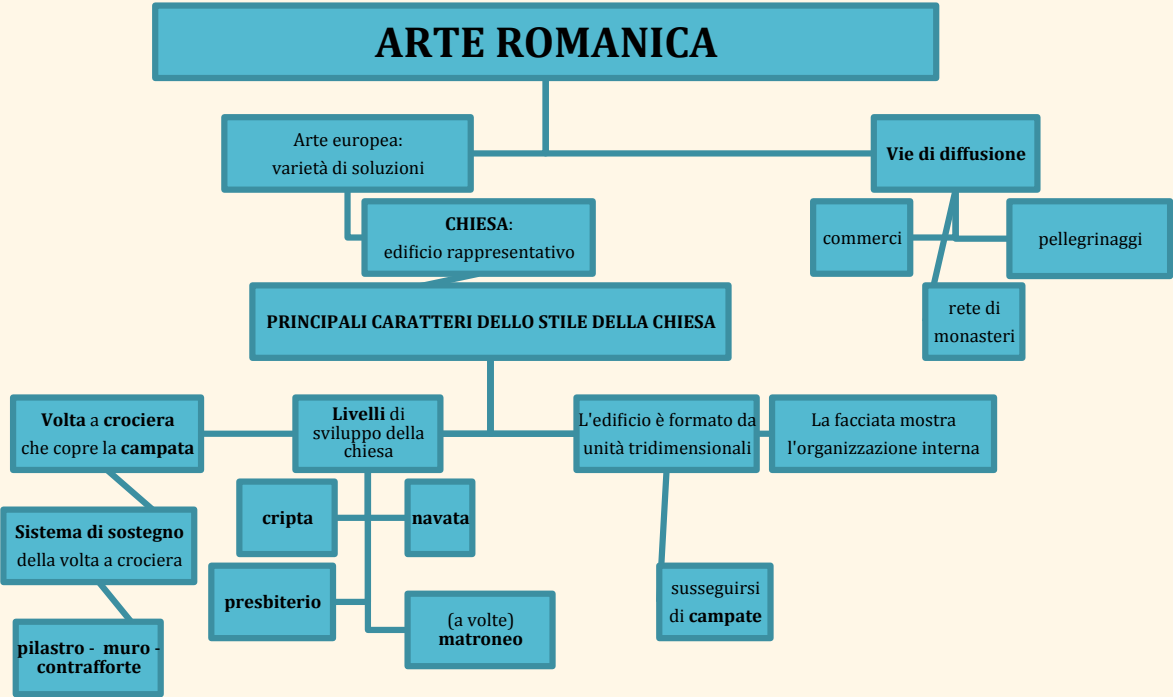 ARTE ROMANICA
Arte europea:
varietà di soluzioni
Vie di diffusione
CHIESA:
edificio rappresentativo
commerci
pellegrinaggi
rete di
monasteri
PRINCIPALI CARATTERI DELLO STILE DELLA CHIESA
Volta a crociera
che copre la campata
Livelli di
sviluppo della
chiesa
L'edificio è formato da
unità tridimensionali
La facciata mostra
l'organizzazione interna
Sistema di sostegno
della volta a crociera
pilastro - muro -
contrafforte
cripta
navata
presbiterio
(a volte)
matroneo
susseguirsi
di campate